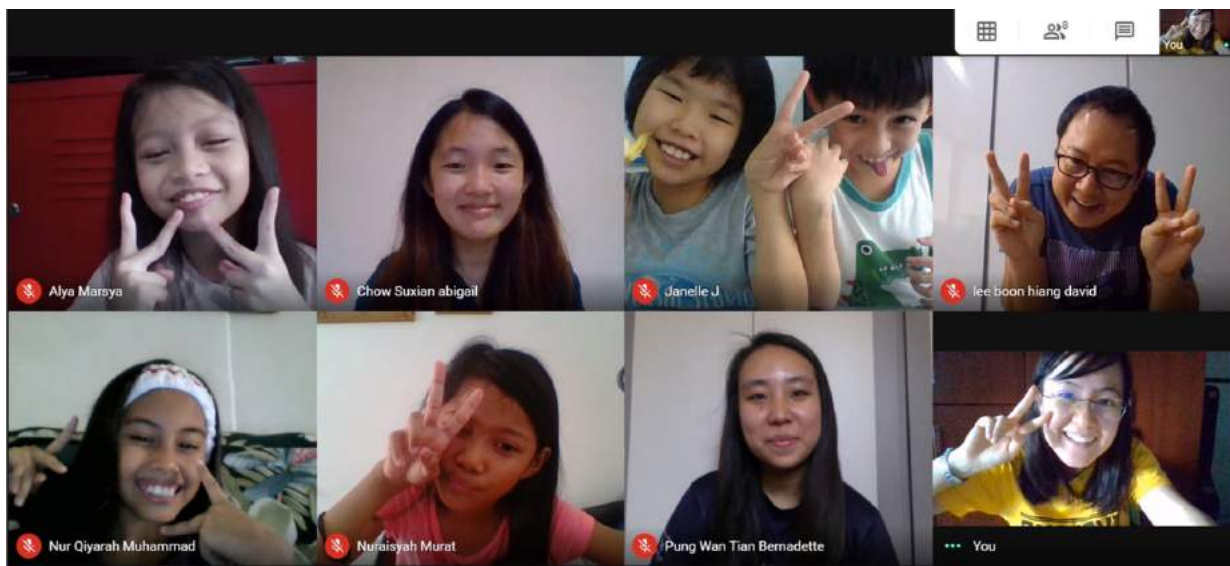 8
You
Alya Marsya
Chow Suxian abigail
Janelle J
lee boon hiang david
Nur Qiyarah Muhammad
Nuraisyah Murat
Pung Wan Tian Bernadette
You